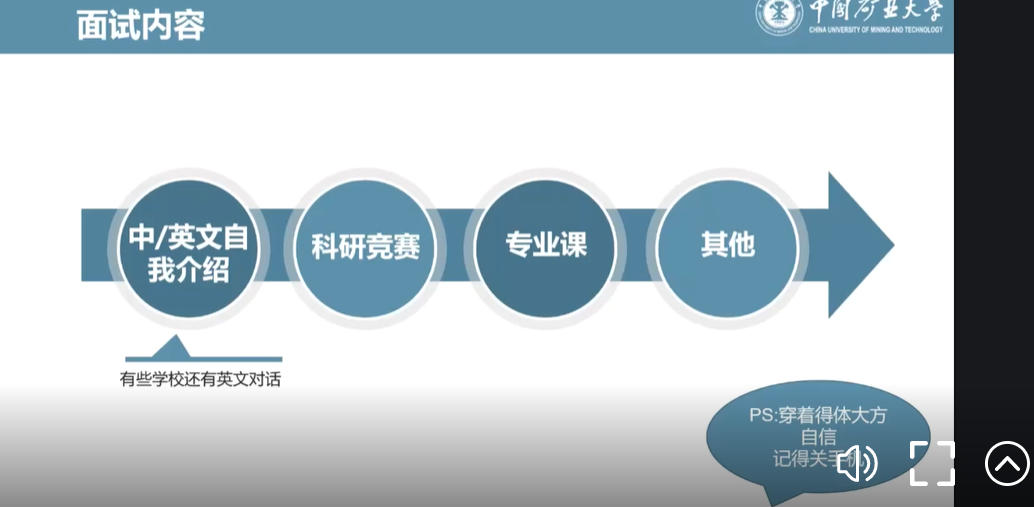 面试内容
中国矿业大学
CHINA UNIVERSITY OF MINING AND TECHNOLOGY
中/英文自
我介绍
科研竞赛
专业课
其他
有些学校还有英文对话
PS:穿着得体大方
自信
记得关手机